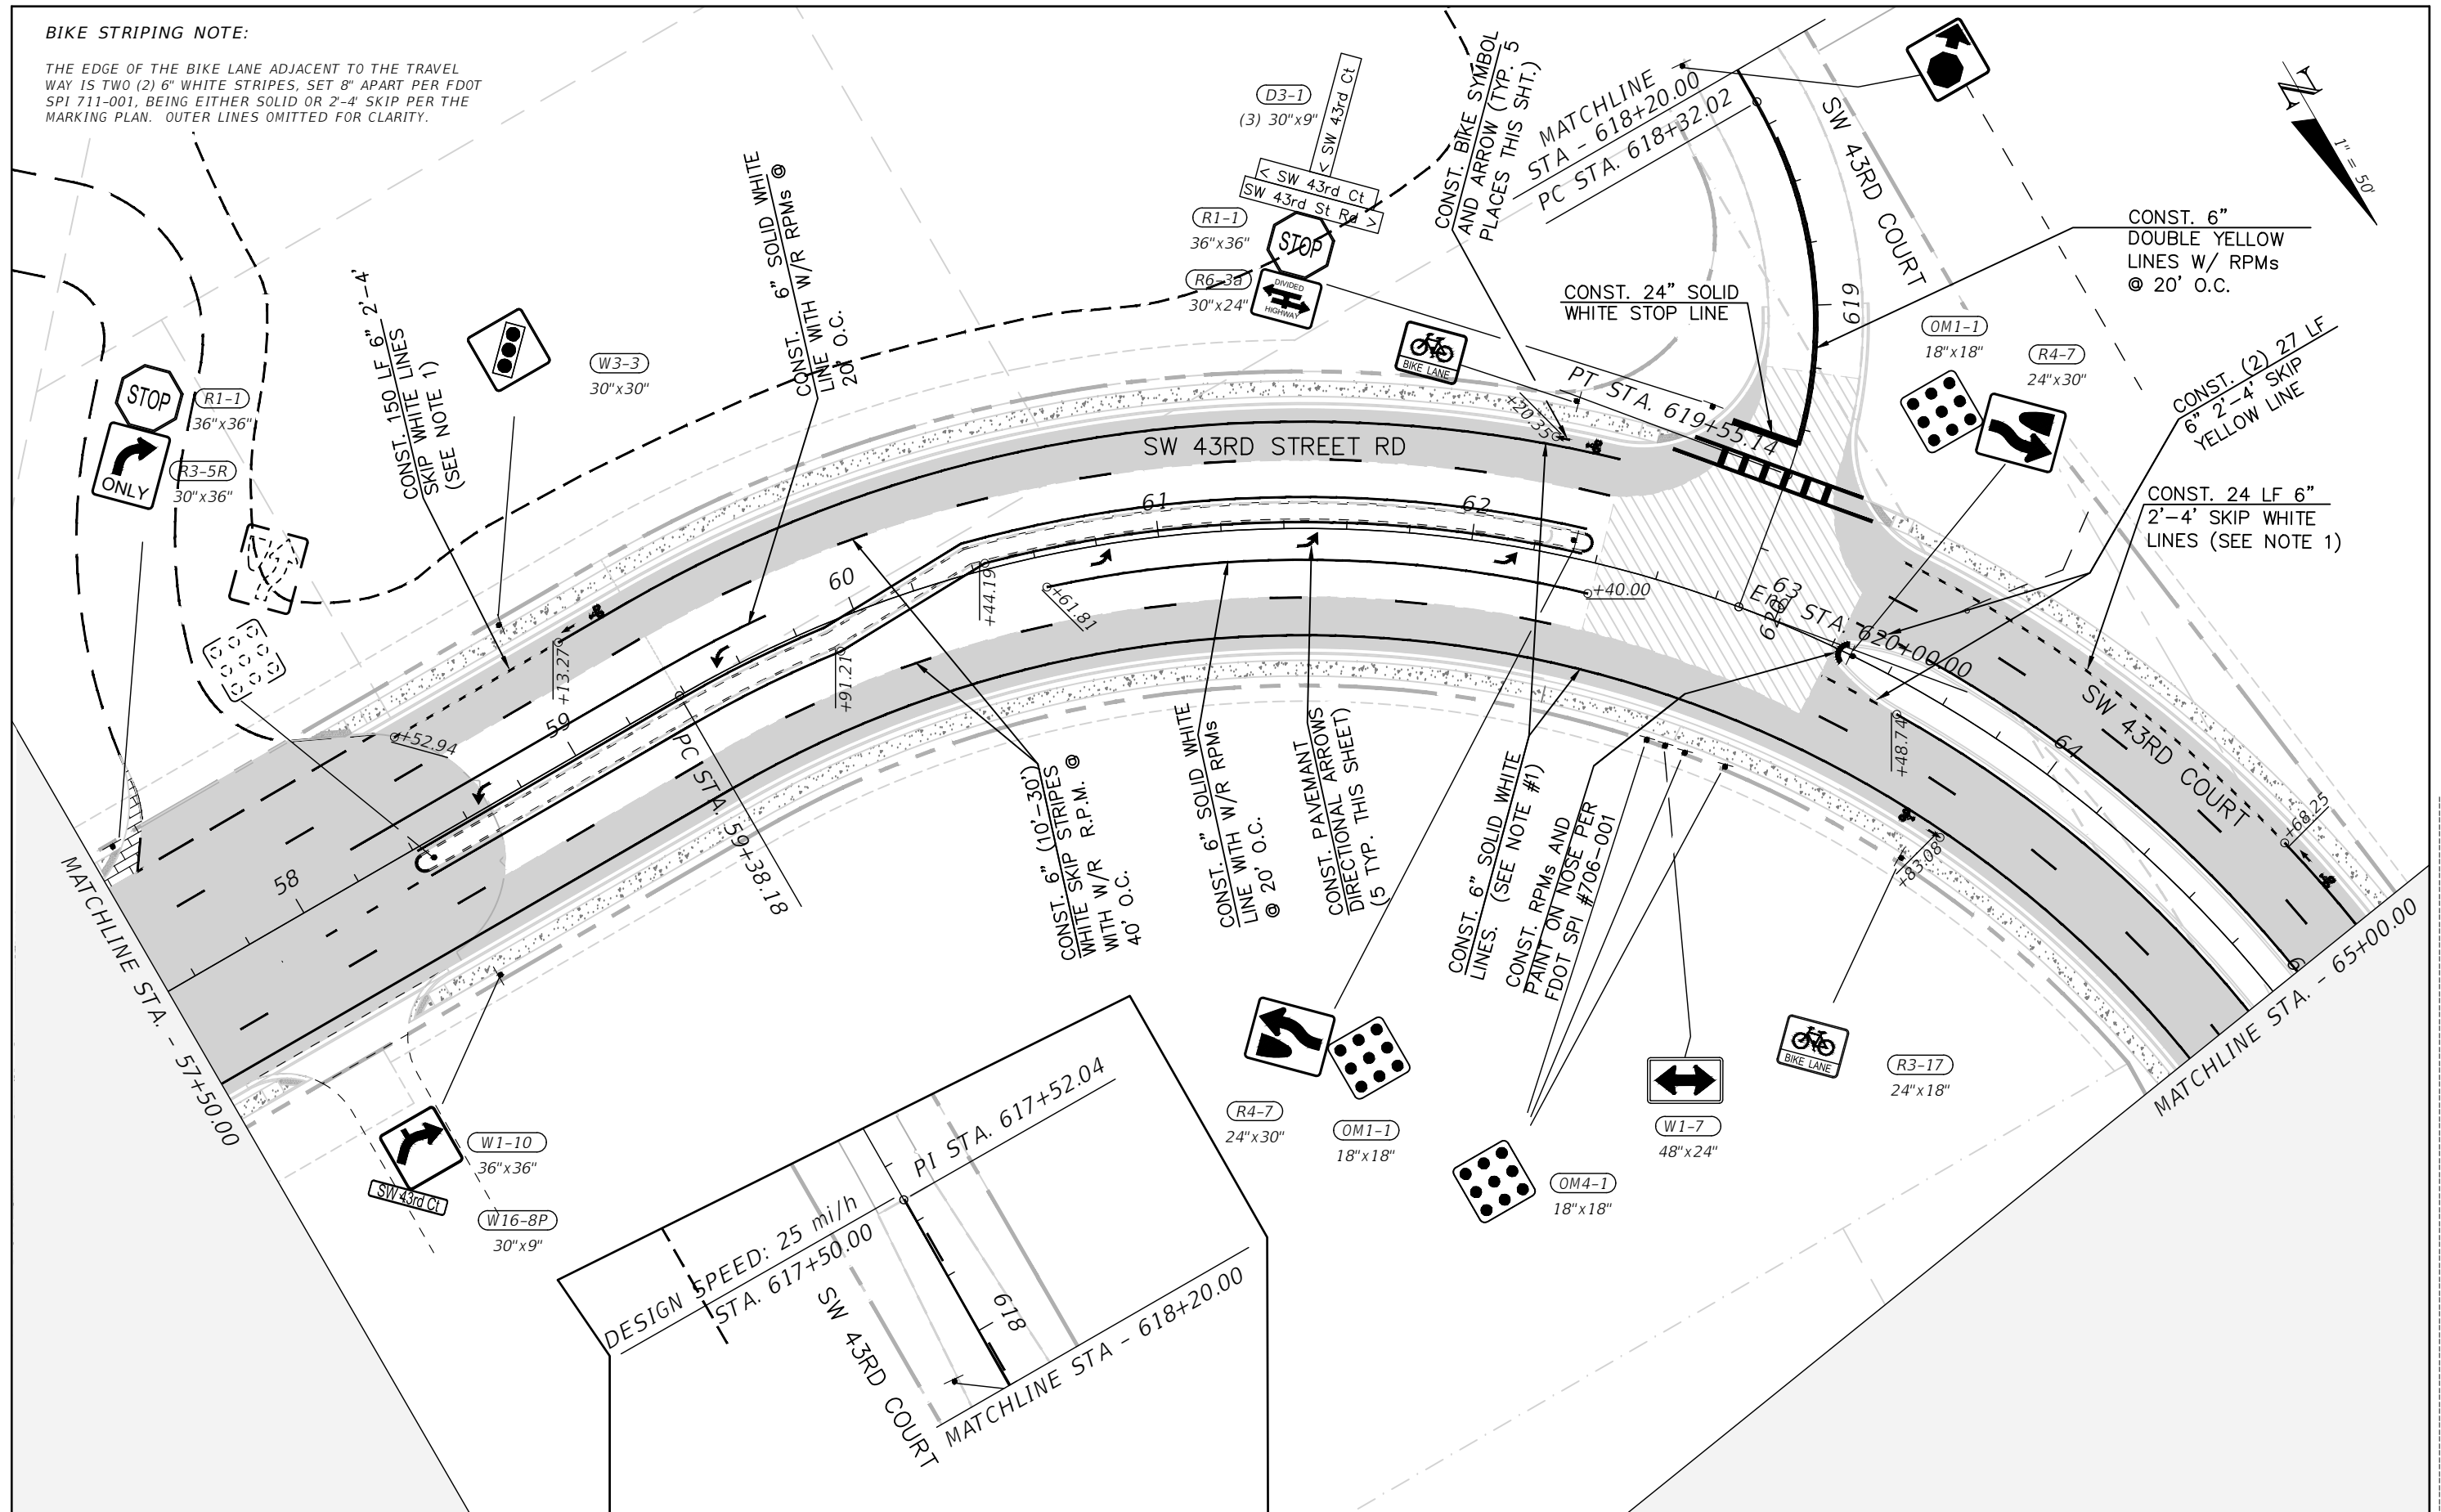 BIKE STRIPING NOTE:
THE EDGE OF THE BIKE LANE ADJACENT TO THE TRAVEL
WAY IS TWO (2) 6" WHITE STRIPES, SET 8" APART PER FDOT
SPI 711-001, BEING EITHER SOLID OR 2'-4' SKIP PER THE
MARKING PLAN. OUTER LINES OMITTED FOR CLARITY.
D3-1
(3) 30"x9"
< SW 43rd Ct
< SW 43rd Ct
SW 43rd St Rd >
R1-1
36"x36"
STOP
R6-3a
30"x24"
DIVIDED
HIGHWAY
CONST. BIKE SYMBOL
AND ARROW (TYP. 5
PLACES THIS SHT.)
MATCHLINE
STA - 618+20.00
PC STA. 618+32.02
SW 43RD COURT
N
1" = 50'
CONST. 6"
DOUBLE YELLOW
LINES W/ RPMs
@ 20' O.C.
CONST. 24" SOLID
WHITE STOP LINE
619
OM1-1
18"x18"
R4-7
24"x30"
CONST. (2) 27 LF
6" 2'-4' SKIP
YELLOW LINE
CONST. 24 LF 6"
2'-4' SKIP WHITE
LINES (SEE NOTE 1)
CONST. 150 LF 6" 2'-4'
SKIP WHITE LINES
(SEE NOTE 1)
W3-3
30"x30"
CONST. 6" SOLID WHITE
LINE WITH W/R RPMs @
20' O.C.
STOP
R1-1
36"x36"
ONLY
R3-5R
30"x36"
BIKE LANE
PT STA. 619+55.14
+20.35
SW 43RD STREET RD
58
59
60
61
62
63
620
End STA. 620+00.00
64
+13.27
+52.94
+91.21
+44.19
+61.81
+40.00
+48.74
+83.08
+68.25
PC STA. 59+38.18
SW 43RD COURT
MATCHLINE STA. - 57+50.00
MATCHLINE STA. - 65+00.00
CONST. 6" (10'-30')
WHITE SKIP STRIPES
WITH W/R R.P.M. @
40' O.C.
CONST. 6" SOLID WHITE
LINE WITH W/R RPMs
@ 20' O.C.
CONST. PAVEMANT
DIRECTIONAL ARROWS
(5 TYP. THIS SHEET)
CONST. 6" SOLID WHITE
LINES. (SEE NOTE #1)
CONST. RPMs AND
PAINT ON NOSE PER
FDOT SPI #706-001
R4-7
24"x30"
OM1-1
18"x18"
OM4-1
18"x18"
W1-7
48"x24"
BIKE LANE
R3-17
24"x18"
W1-10
36"x36"
SW 43rd Ct
W16-8P
30"x9"
PI STA. 617+52.04
DESIGN SPEED: 25 mi/h
STA. 617+50.00
SW 43RD COURT
618
MATCHLINE STA - 618+20.00